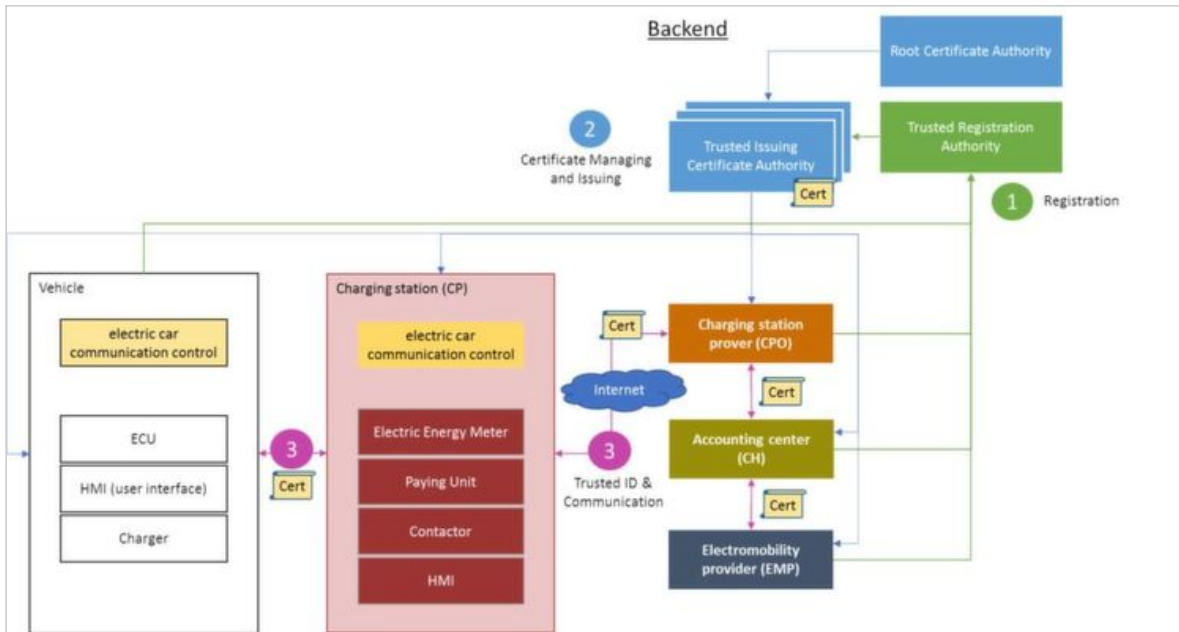 Backend
Root Certificate Authority
2
Certificate Managing
and Issuing
Trusted Issuing
Certificate Authority
Cert
Trusted Registration
Authority
1
Registration
Vehicle
electric car
communication control
ECU
HMI (user interface)
Charger
3
Cert
Charging station (CP)
electric car
communication control
Electric Energy Meter
Paying Unit
Contactor
HMI
Cert
Internet
3
Trusted ID &
Communication
Charging station
prover (CPO)
Cert
Accounting center
(CH)
Cert
Electromobility
provider (EMP)